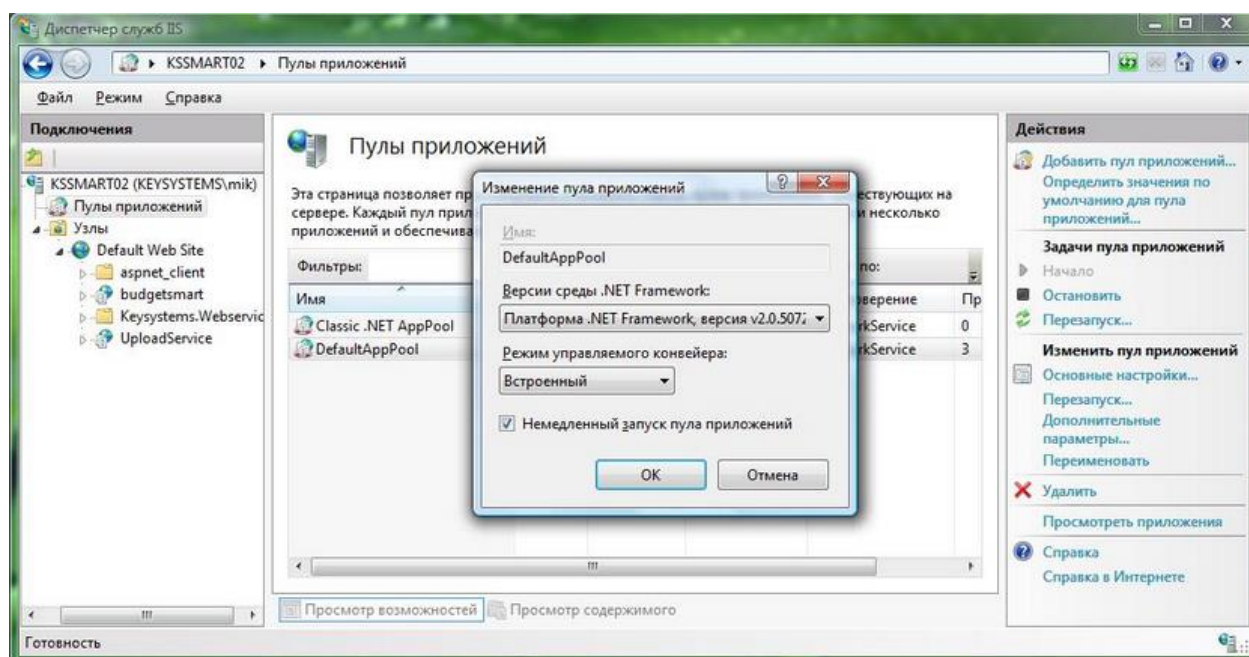 Диспетчер служб IIS
KSSMART02
Пулы приложений
Файл Режим Справка
Подключения
KSSMART02 (KEYSYSTEMS\mik)
Пулы приложений
Узлы
Default Web Site
aspnet_client
budgetsmart
Keysystems.Webservic
UploadService
Пулы приложений
Эта страница позволяет пр
ествующих на
сервере. Каждый пул прил
и несколько
приложений и обеспечива
Фильтры:
по:
Имя
оверение
Пр
Classic .NET AppPool
rkService
0
DefaultAppPool
rkService
3
Изменение пула приложений
Имя:
DefaultAppPool
Версии среды .NET Framework:
Платформа .NET Framework, версия v2.0.5072
Режим управляемого конвейера:
Встроенный
Немедленный запуск пула приложений
OK
Отмена
Просмотр возможностей
Просмотр содержимого
Действия
Добавить пул приложений...
Определить значения по
умолчанию для пула
приложений...
Задачи пула приложений
Начало
Остановить
Перезапуск...
Изменить пул приложений
Основные настройки...
Перезапуск...
Дополнительные
параметры...
Переименовать
Удалить
Просмотреть приложения
Справка
Справка в Интернете
Готовность